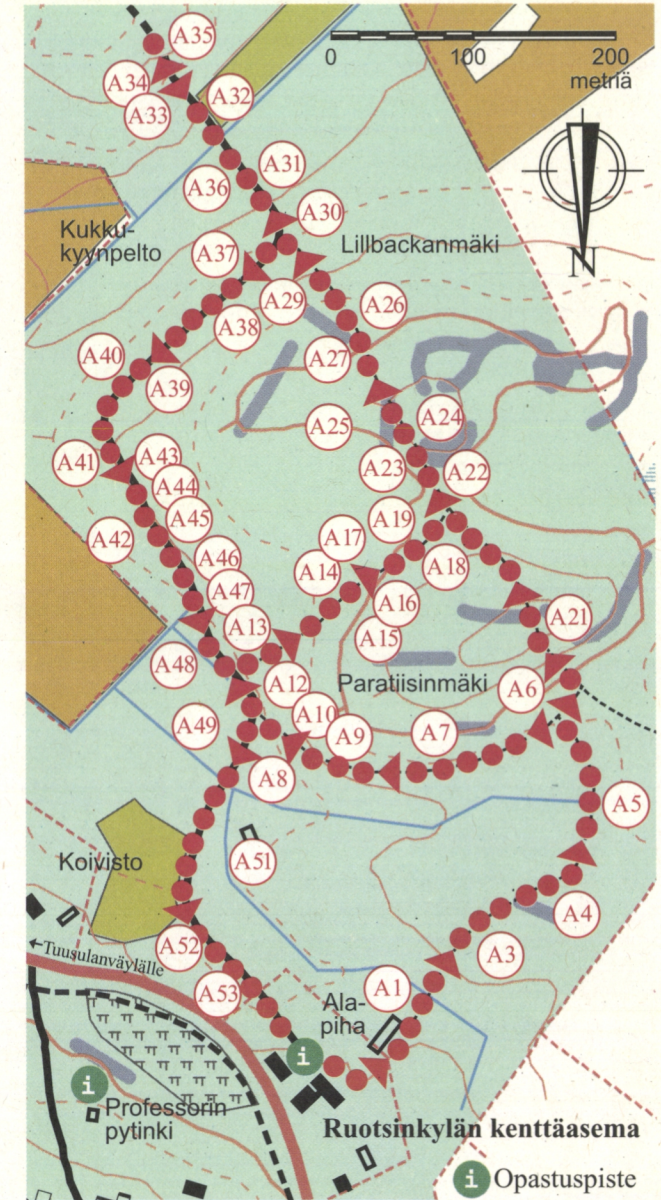 A35
A34
A33
A32
0 100 200
metriä
A31
A36
A30
Kukku-
kyynpelto
A37
Lillbackanmäki
N
A29
A26
A38
A27
A40
A39
A24
A25
A41
A43
A23
A22
A44
A45
A42
A19
A17
A46
A18
A14
A47
A16
A21
A13
A15
A48
A12
Paratiisinmäki
A6
A10
A49
A9
A7
A8
A5
Koivisto
A51
A4
A52
A3
←Tuusulanväylälle
A53
A1
Ala-
piha
i
i
Professorin
pytinki
Ruotsinkylän kenttäasema
i Opastuspiste